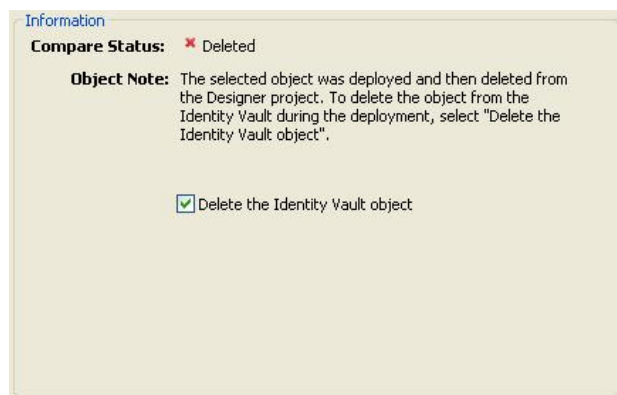 Information
Compare Status: Deleted
Object Note: The selected object was deployed and then deleted from
the Designer project. To delete the object from the
Identity Vault during the deployment, select "Delete the
Identity Vault object".
Delete the Identity Vault object